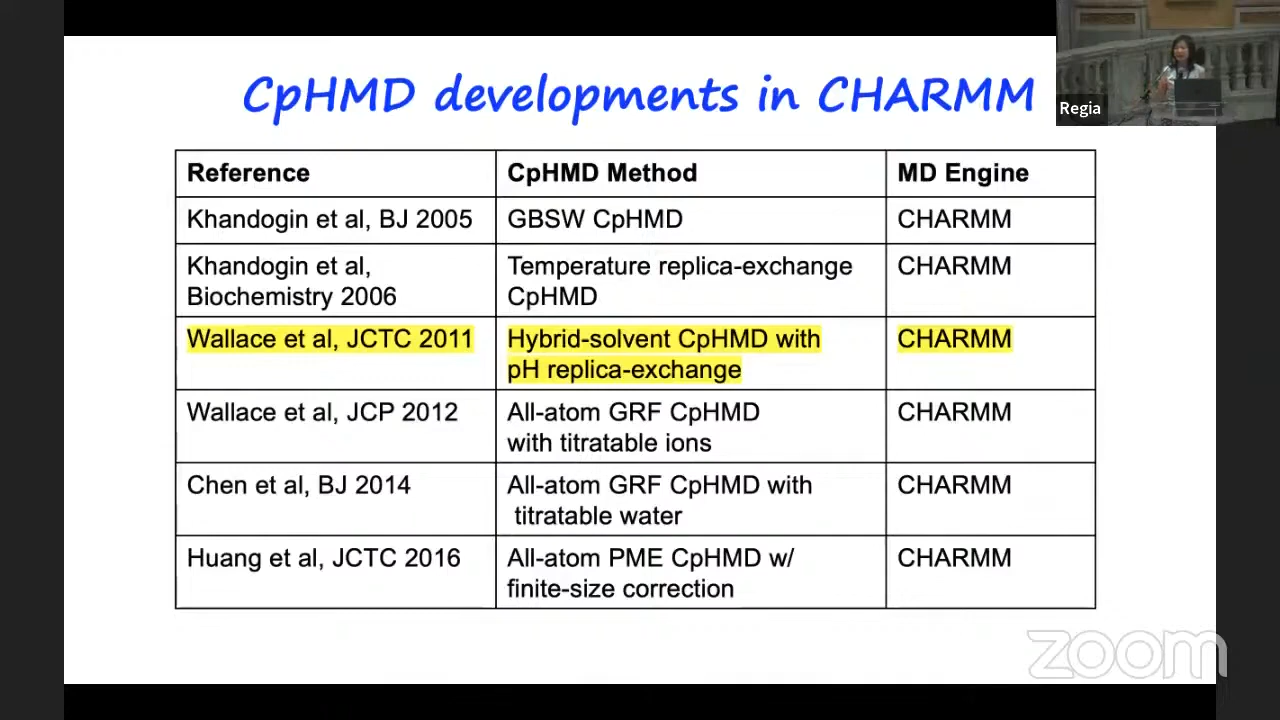 CpHMD developments in CHARMM
Regia
Reference CpHMD Method MD Engine
Khandogin et al, BJ 2005 GBSW CpHMD CHARMM
Khandogin et al, Temperature replica-exchange CHARMM
Biochemistry 2006 CpHMD
Wallace et al, JCTC 2011 Hybrid-solvent CpHMD with CHARMM
pH replica-exchange
Wallace et al, JCP 2012 All-atom GRF CpHMD CHARMM
with titratable ions
Chen et al, BJ 2014 All-atom GRF CpHMD with CHARMM
titratable water
Huang et al, JCTC 2016 All-atom PME CpHMD w/ CHARMM
finite-size correction
zoom